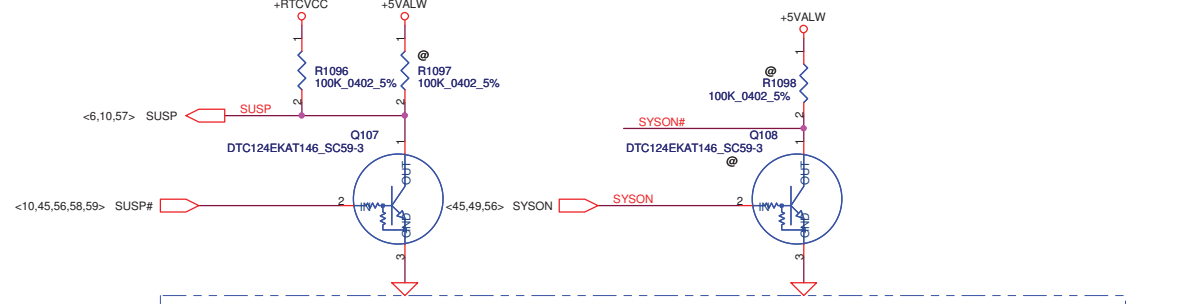 +RTCVCC
+5VALW
+5VALW
1
1
@
R1096
100K_0402_5%
R1097
100K_0402_5%
2
2
1
@
R1098
100K_0402_5%
2
<6,10,57> SUSP
SUSP
SYSON#
Q107
DTC124EKAT146_SC59-3
1
OUT
IN
GND
Q108
DTC124EKAT146_SC59-3
@
1
OUT
IN
GND
<10,45,56,58,59> SUSP#
2
<45,49,56> SYSON
SYSON
2
3
3